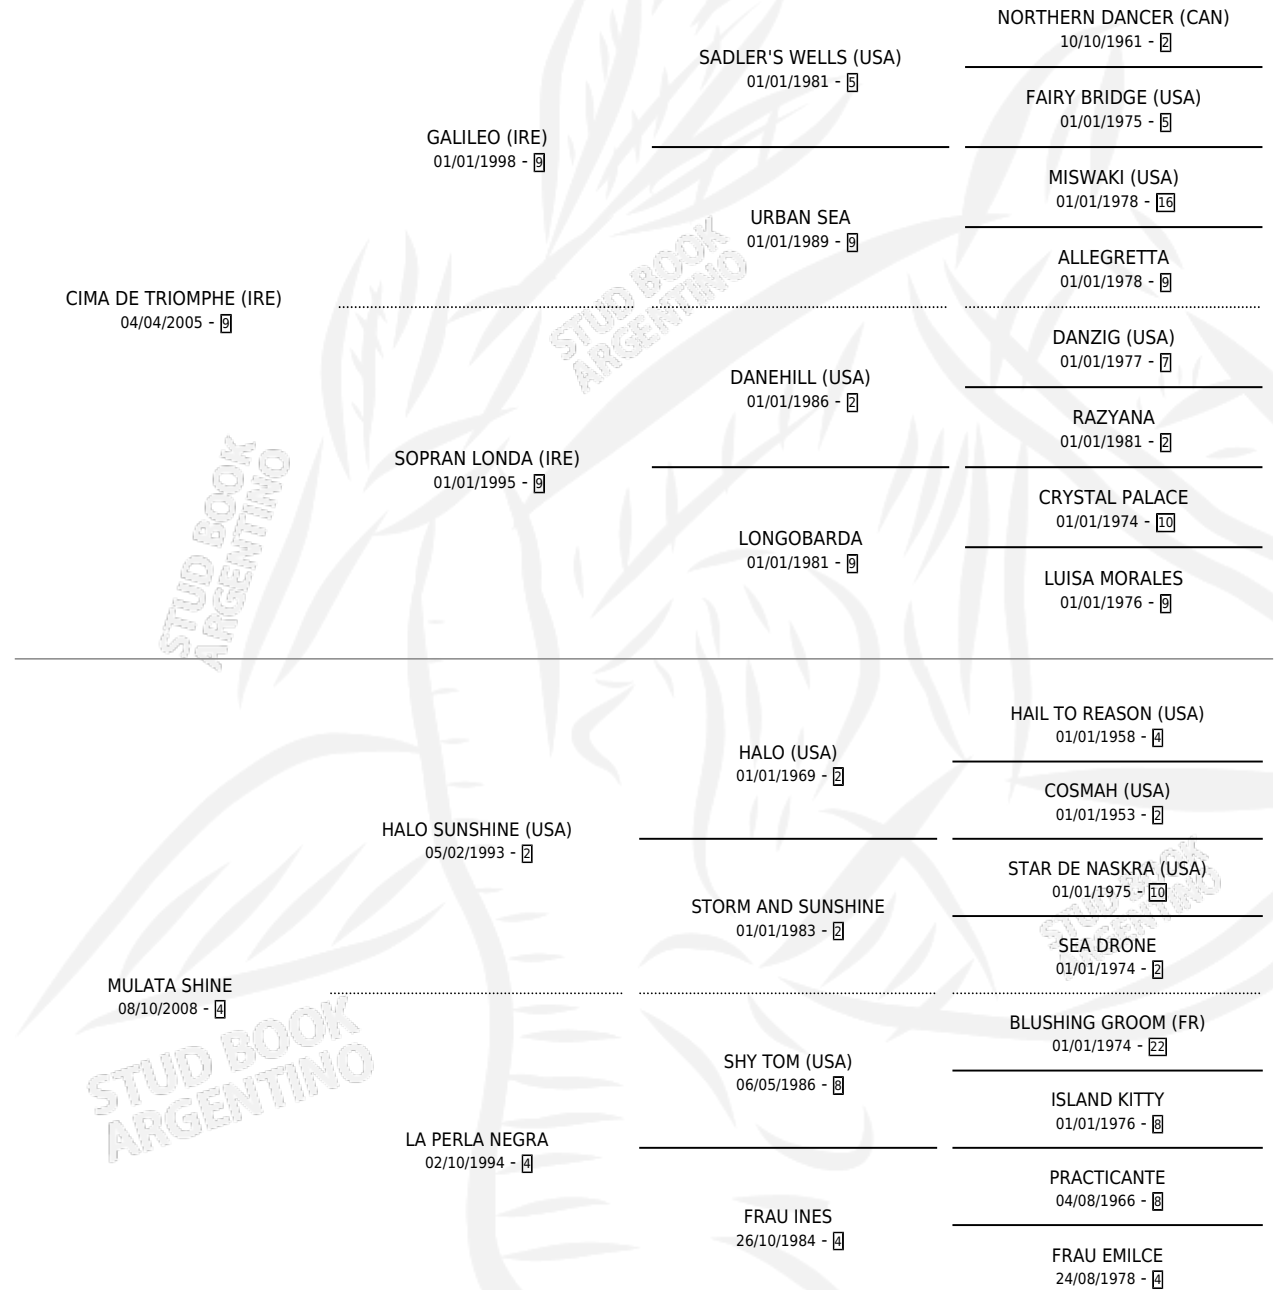 NORTHERN DANCER (CAN)
10/10/1961 - 2
SADLER'S WELLS (USA)
01/01/1981 - 5
FAIRY BRIDGE (USA)
01/01/1975 - 5
GALILEO (IRE)
01/01/1998 - 9
MISWAKI (USA)
01/01/1978 - 16
URBAN SEA
01/01/1989 - 9
ALLEGRETTA
01/01/1978 - 9
CIMA DE TRIOMPHE (IRE)
04/04/2005 - 9
DANZIG (USA)
01/01/1977 - 7
DANEHILL (USA)
01/01/1986 - 2
RAZYANA
01/01/1981 - 2
SOPRAN LONDA (IRE)
01/01/1995 - 9
CRYSTAL PALACE
01/01/1974 - 10
LONGOBARDA
01/01/1981 - 9
LUISA MORALES
01/01/1976 - 9
HAIL TO REASON (USA)
01/01/1958 - 4
HALO (USA)
01/01/1969 - 2
COSMAH (USA)
01/01/1953 - 2
HALO SUNSHINE (USA)
05/02/1993 - 2
STAR DE NASKRA (USA)
01/01/1975 - 10
STORM AND SUNSHINE
01/01/1983 - 2
SEA DRONE
01/01/1974 - 2
MULATA SHINE
08/10/2008 - 4
BLUSHING GROOM (FR)
01/01/1974 - 22
SHY TOM (USA)
06/05/1986 - 8
ISLAND KITTY
01/01/1976 - 8
LA PERLA NEGRA
02/10/1994 - 4
PRACTICANTE
04/08/1966 - 8
FRAU INES
26/10/1984 - 4
FRAU EMILCE
24/08/1978 - 4
STUD BOOK
ARGENTINO
STUD BOOK
ARGENTINO
STUD BOOK
ARGENTINO
STUD BOOK
ARGENTINO